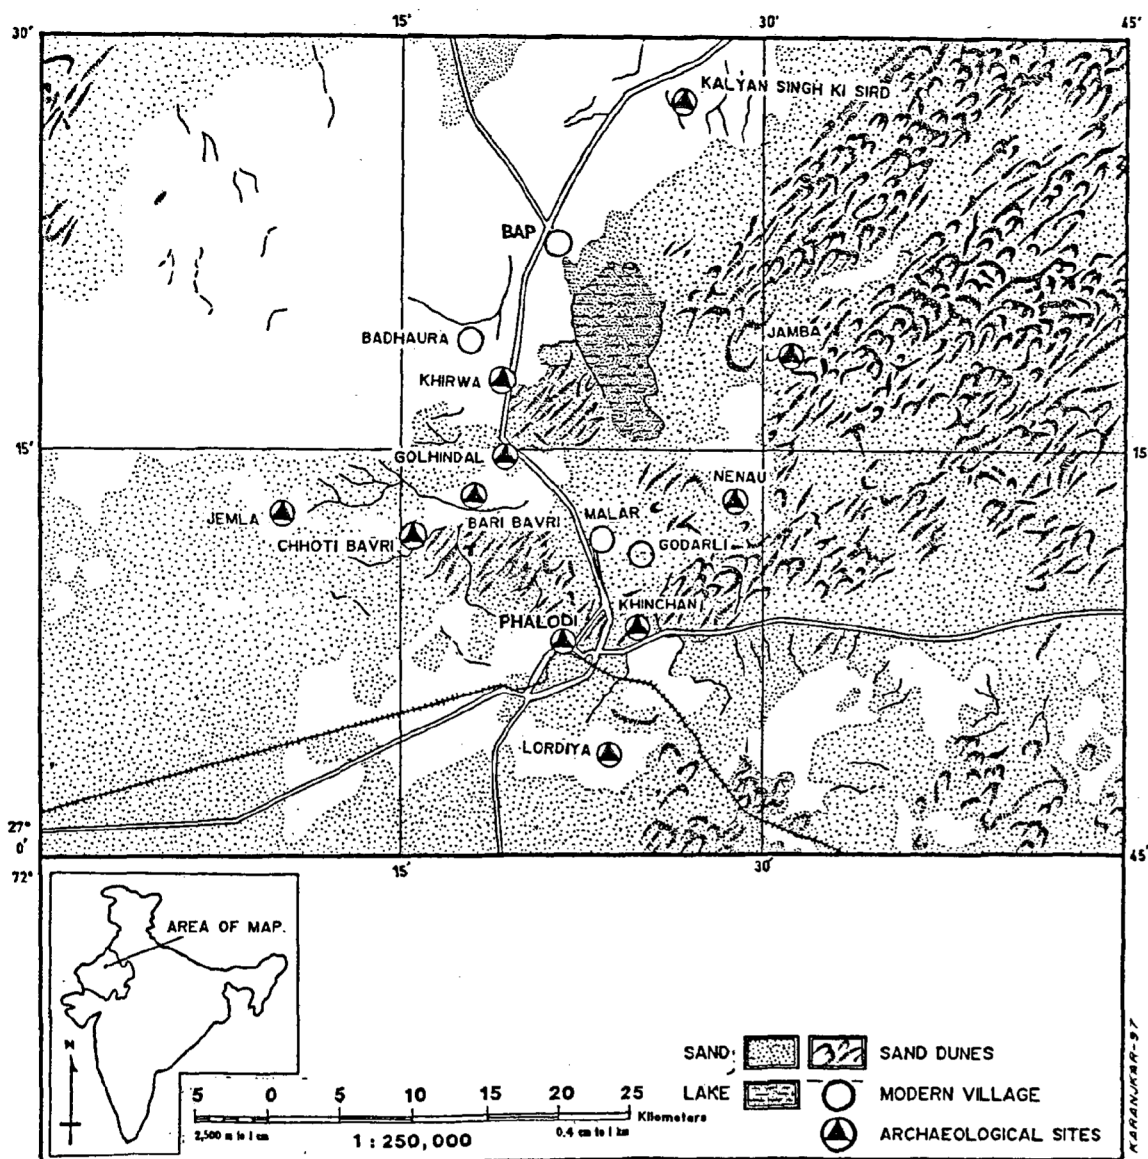 30' 15' 30' 45'
KALYAN SINGH KI SIRD
BAP
BADHAURA
JAMBA
KHIRWA
15' 15'
GOLHINDAL
NENAU
JEMLA
BARI BAVRI
MALAR
CHHOTI BAVRI
GODARLI
KHINCHAN
PHALODI
LORDIYA
27°
0'
72° 15' 30' 45'
AREA OF MAP.
N
SAND
SAND DUNES
LAKE
MODERN VILLAGE
ARCHAEOLOGICAL SITES
5 0 5 10 15 20 25
Kilometers
2,500 m to 1 cm
0.4 cm to 1 km
1 : 250,000
KARANJKAR-97